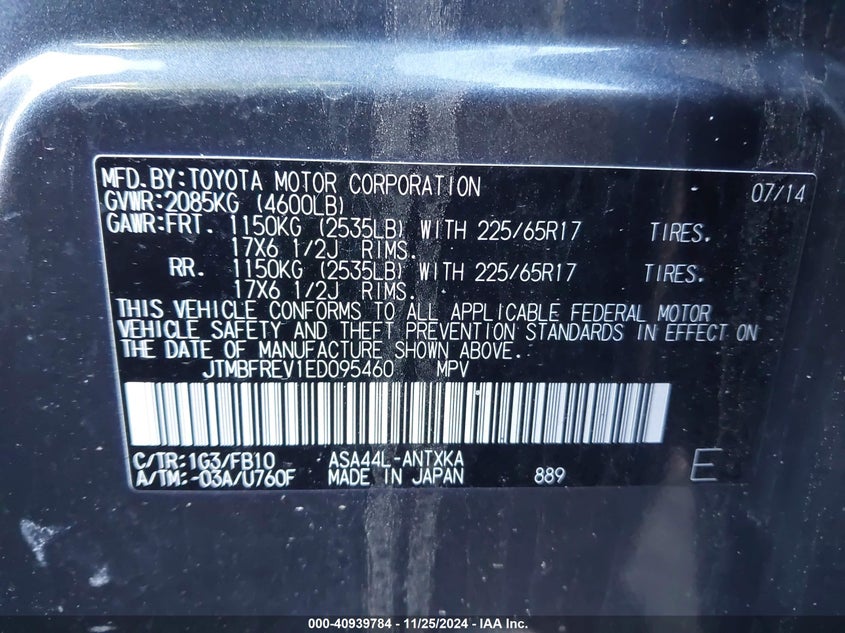 MFD.BY:TOYOTA MOTOR CORPORATION 07/14
GVWR:2085KG (4600LB)
GAWR:FRT. 1150KG (2535LB) WITH 225/65R17 TIRES.
17X6 1/2J RIMS.
RR. 1150KG (2535LB) WITH 225/65R17 TIRES.
17X6 1/2J RIMS.
THIS VEHICLE CONFORMS TO ALL APPLICABLE FEDERAL MOTOR
VEHICLE SAFETY AND THEFT PREVENTION STANDARDS IN EFFECT ON
THE DATE OF MANUFACTURE SHOWN ABOVE.
JTMBFREV1ED095460 MPV
C/TR:1G3/FB10 ASA44L-ANTXKA E
A/TM:-03A/U760F MADE IN JAPAN 889
000-40939784 - 11/25/2024 - IAA Inc.